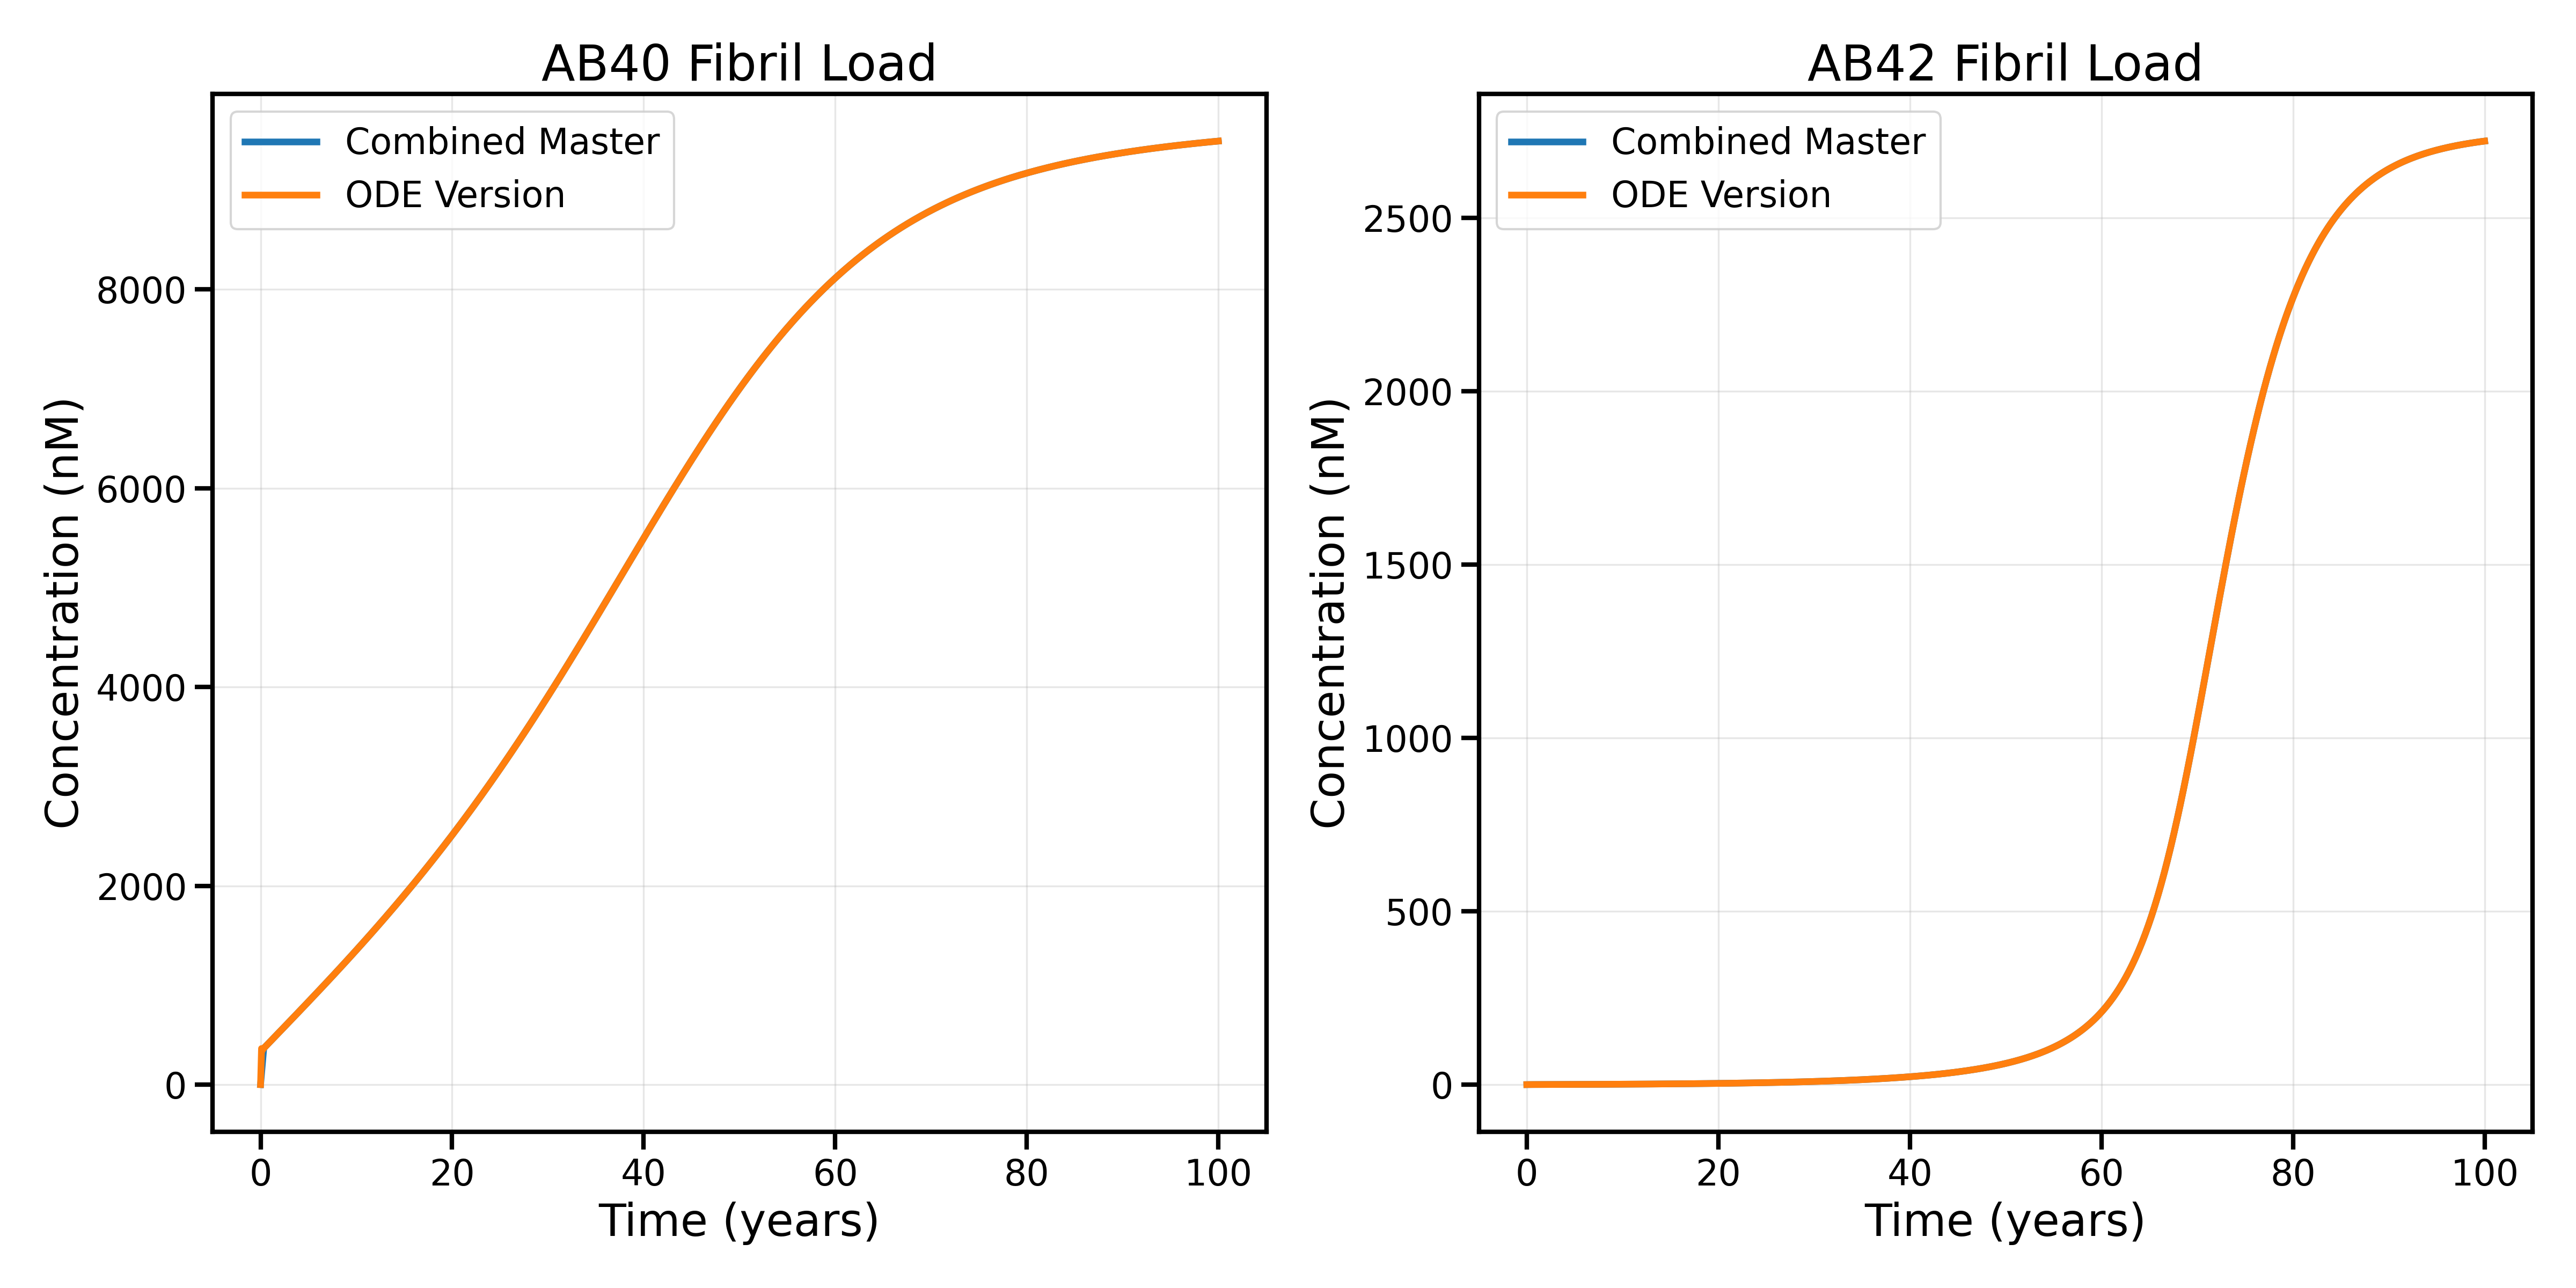 AB40 Fibril Load
Combined Master
ODE Version
Concentration (nM)
8000
6000
4000
2000
0
0 20 40 60 80 100
Time (years)
AB42 Fibril Load
Combined Master
ODE Version
Concentration (nM)
2500
2000
1500
1000
500
0
0 20 40 60 80 100
Time (years)